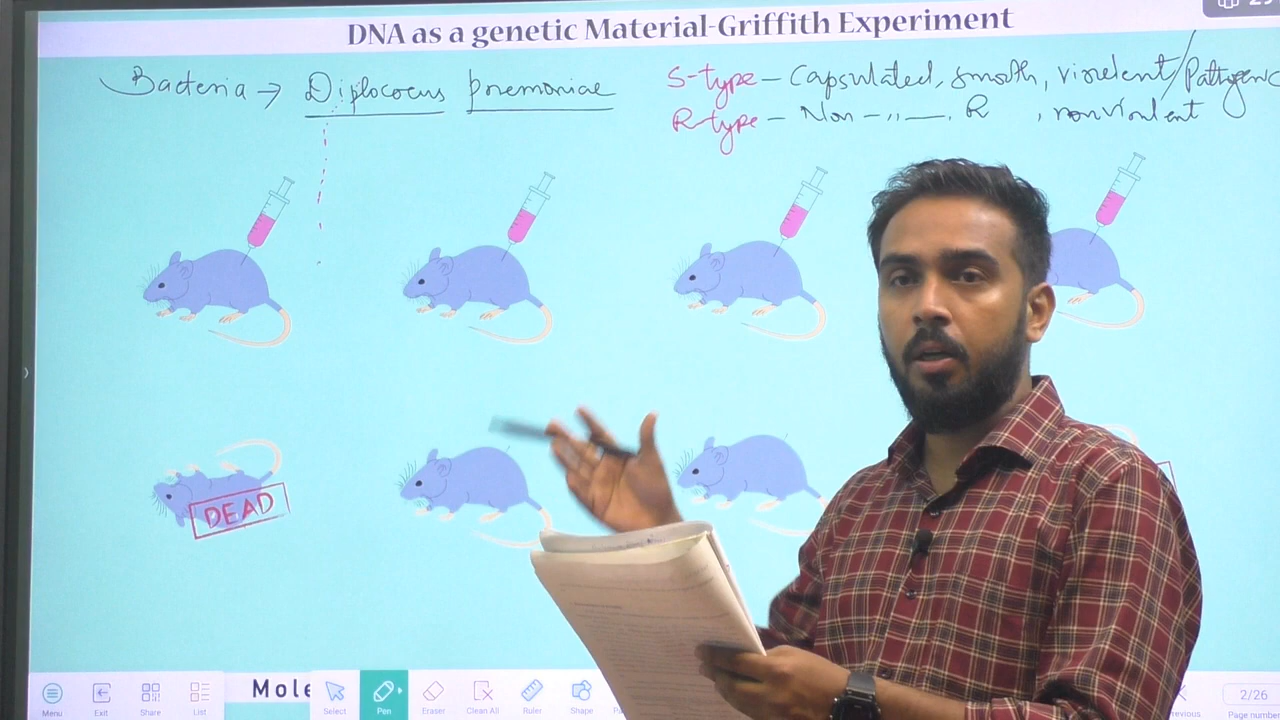 DNA as a genetic Material-Griffith Experiment
Bacteria → Diplococus pnemoniae
S-type - Capsulated, smooth, virulent/Pathogenic
R-type - Non - „ —, R , nonvirulent
DEAD
Mole
Menu Exit Share List Select Pen Eraser Clean All Ruler Shape
2/26
Page number